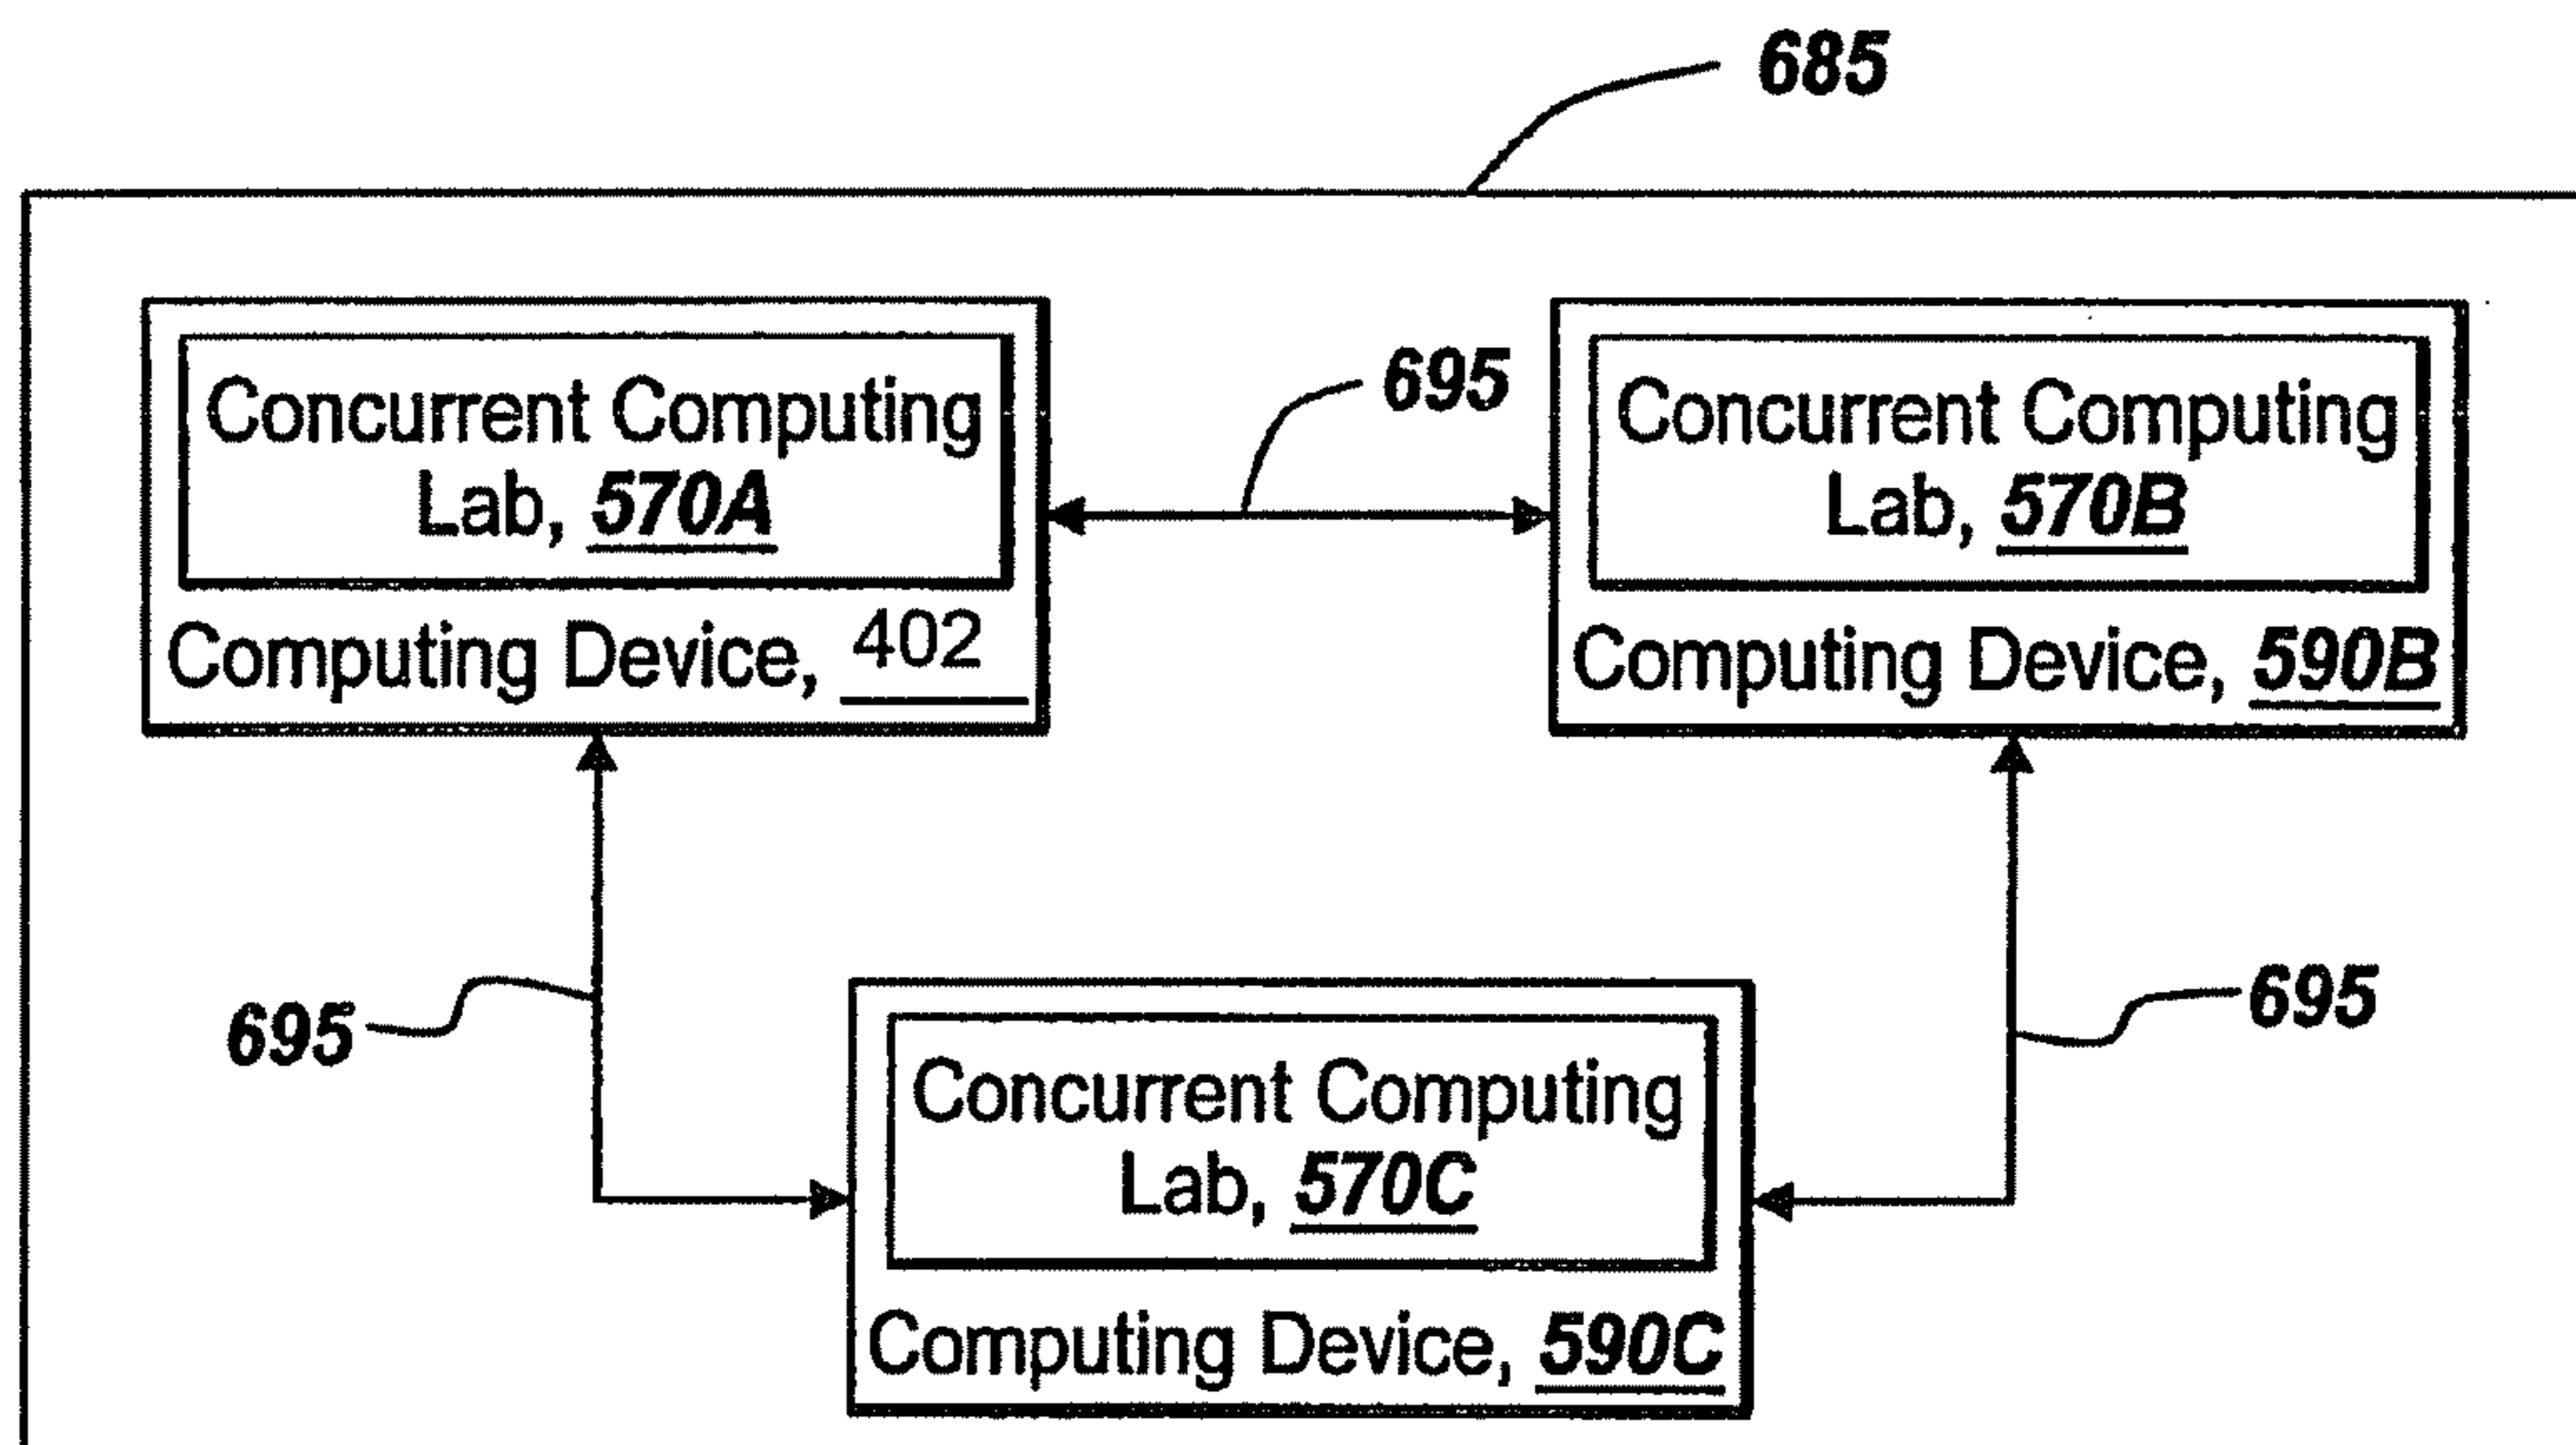 685
Concurrent Computing
Lab, 570A
Computing Device, 402
695
Concurrent Computing
Lab, 570B
Computing Device, 590B
695
Concurrent Computing
Lab, 570C
Computing Device, 590C
695